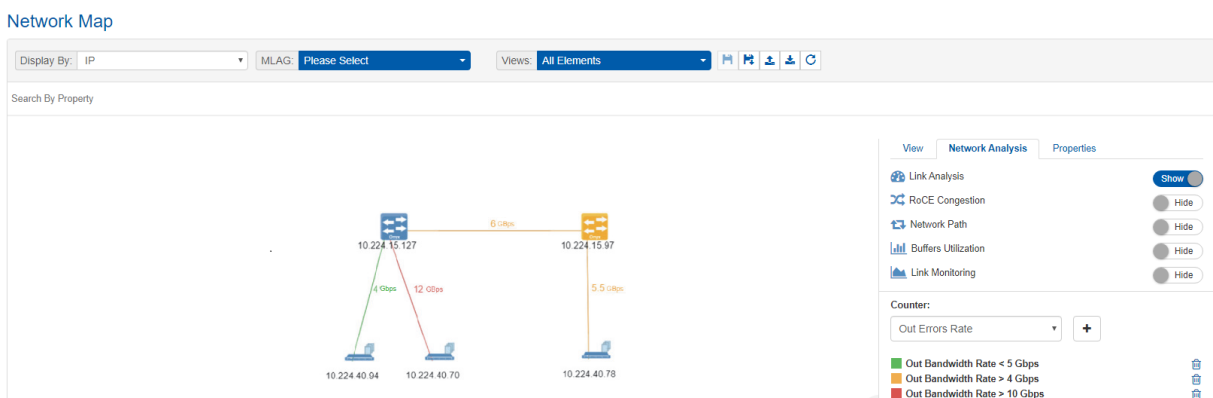 Network Map
Display By: IP MLAG: Please Select Views: All Elements
Search By Property
View Network Analysis Properties
Link Analysis Show
RoCE Congestion Hide
Network Path Hide
Buffers Utilization Hide
Link Monitoring Hide
Counter:
Out Errors Rate
Out Bandwidth Rate < 5 Gbps
Out Bandwidth Rate > 4 Gbps
Out Bandwidth Rate > 10 Gbps
6 GBps
10.224.15.127 10.224.15.97
4 Gbps 12 GBps 5.5 GBps
10.224.40.94 10.224.40.70 10.224.40.78